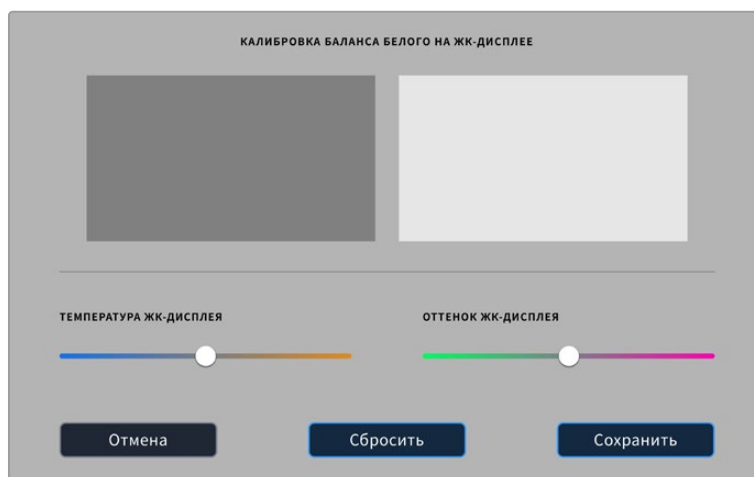 КАЛИБРОВКА БАЛАНСА БЕЛОГО НА ЖК-ДИСПЛЕЕ
ТЕМПЕРАТУРА ЖК-ДИСПЛЕЯ
ОТТЕНОК ЖК-ДИСПЛЕЯ
Отмена
Сбросить
Сохранить